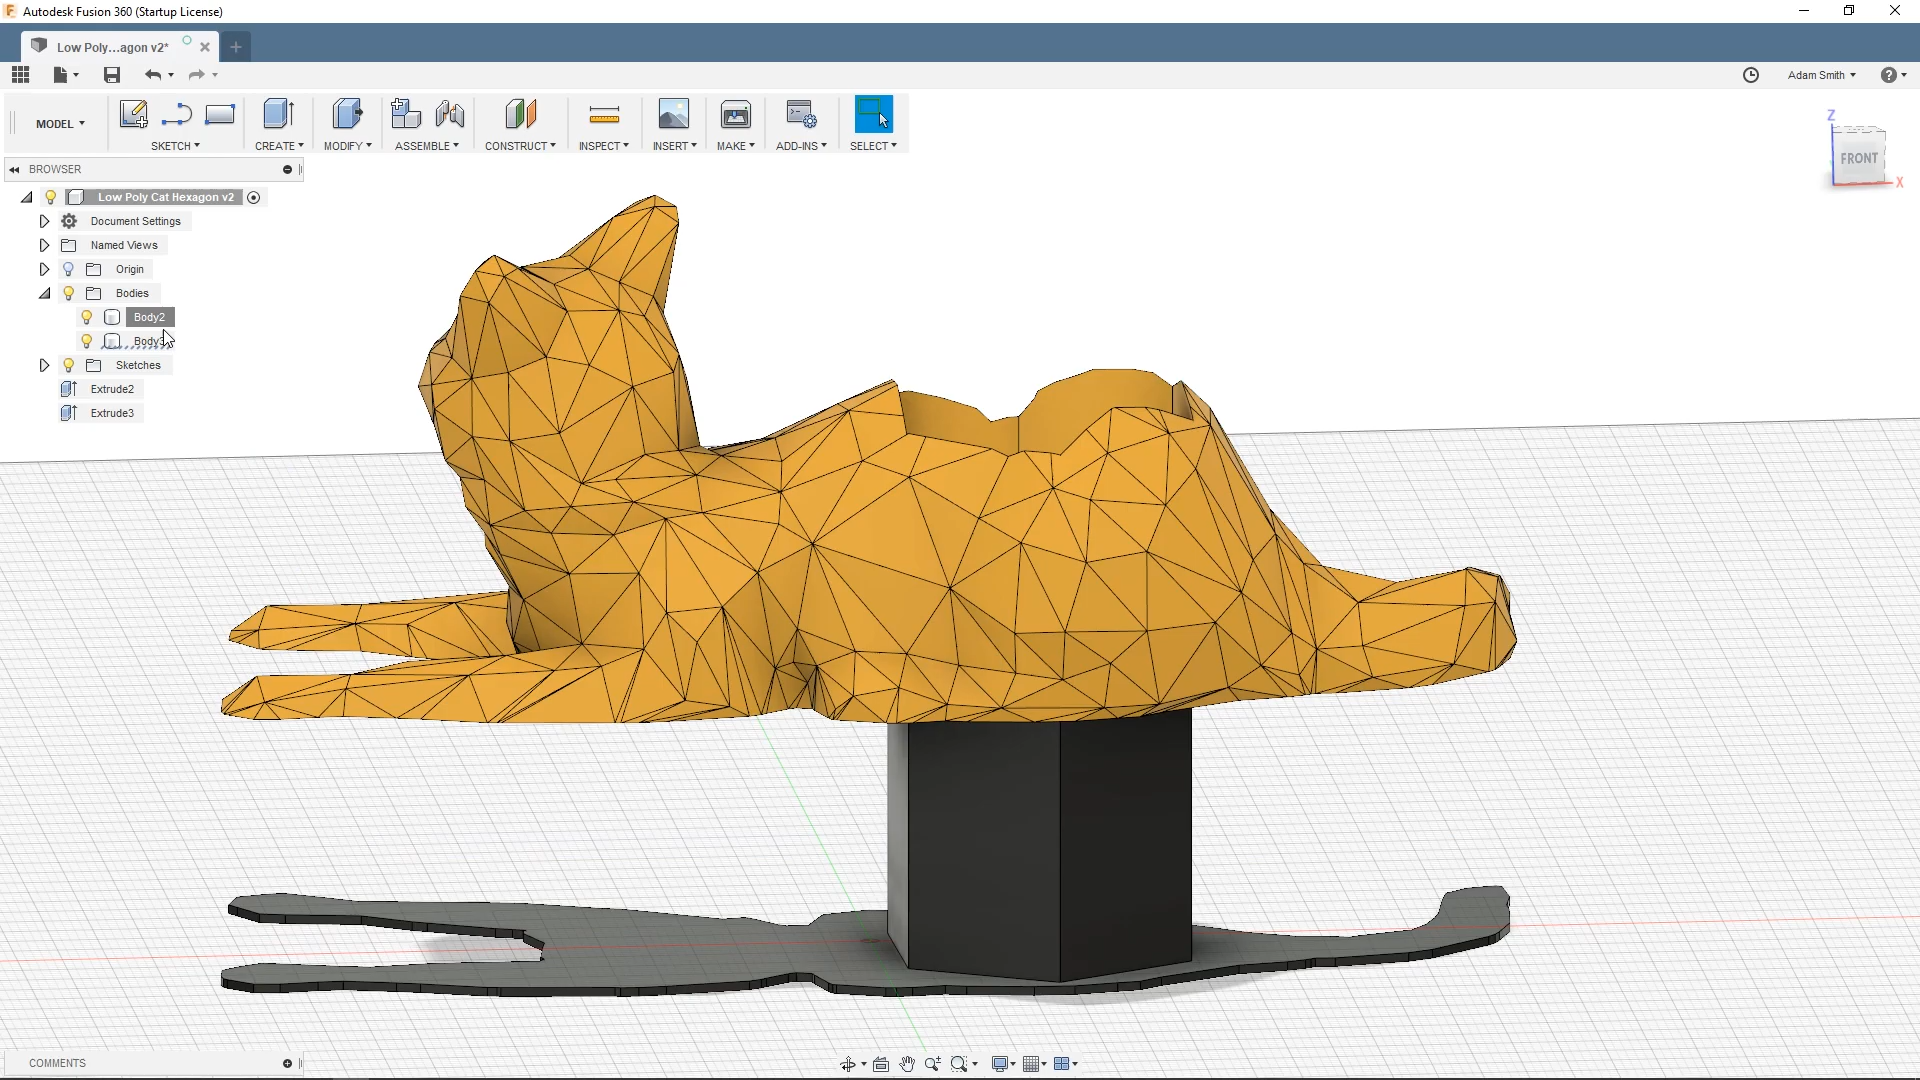 Autodesk Fusion 360 (Startup License)
Low Poly...agon v2*
Adam Smith
MODEL
SKETCH
CREATE
MODIFY
ASSEMBLE
CONSTRUCT
INSPECT
INSERT
MAKE
ADD-INS
SELECT
Z
FRONT
X
BROWSER
Low Poly Cat Hexagon v2
Document Settings
Named Views
Origin
Bodies
Body2
Sketches
Extrude2
Extrude3
COMMENTS